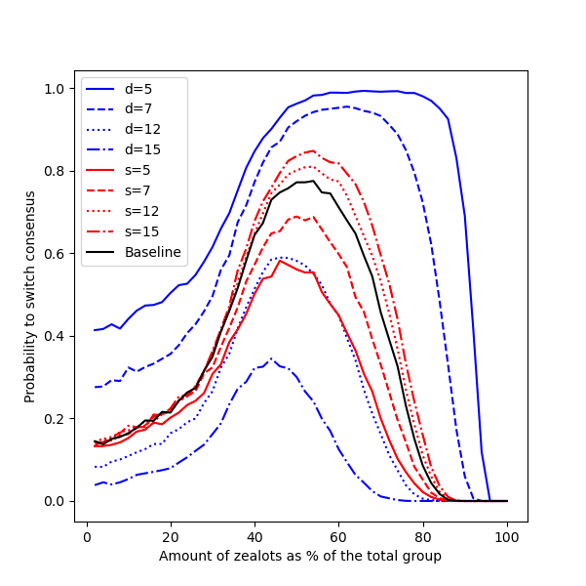 1.0
0.8
0.6
0.4
0.2
0.0
Probability to switch consensus
d=5
d=7
d=12
d=15
s=5
s=7
s=12
s=15
Baseline
0 20 40 60 80 100
Amount of zealots as % of the total group